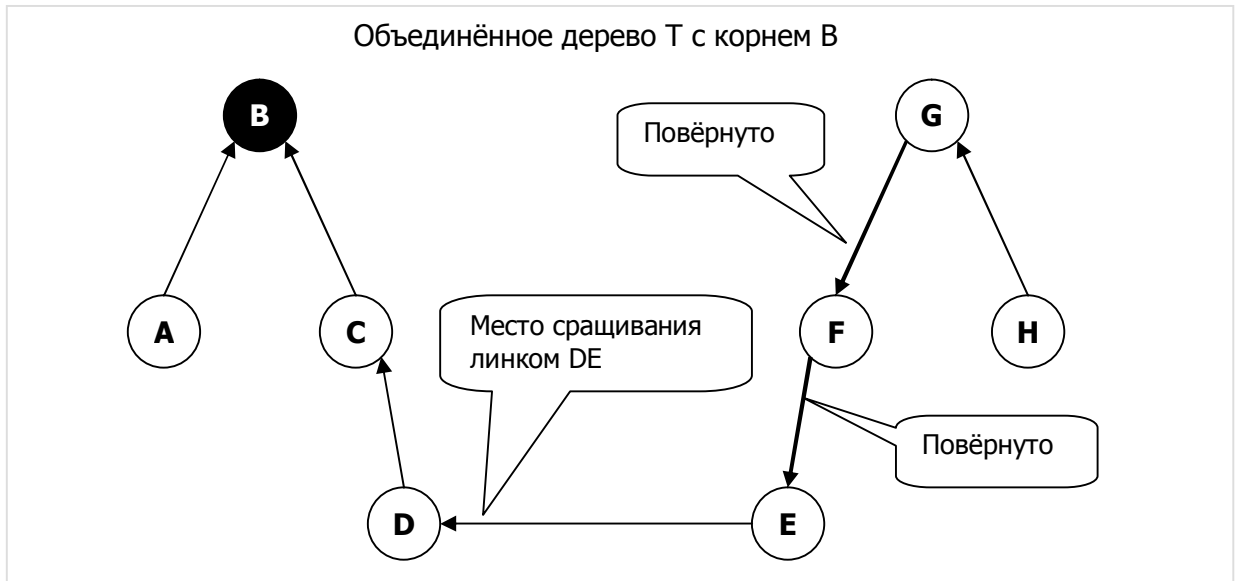 Объединённое дерево T с корнем B
B
G
Повёрнуто
A
C
Место сращивания
линком DE
F
H
Повёрнуто
D
E